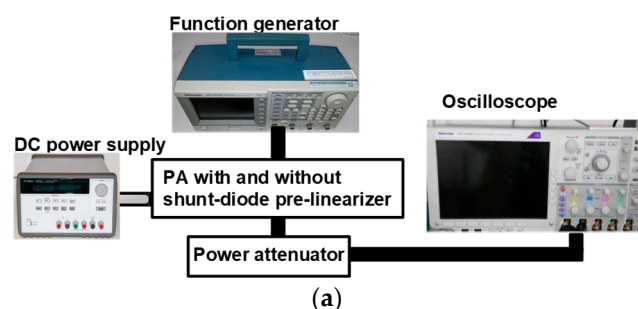 Function generator
Oscilloscope
DC power supply
PA with and without
shunt-diode pre-linearizer
Power attenuator
(a)